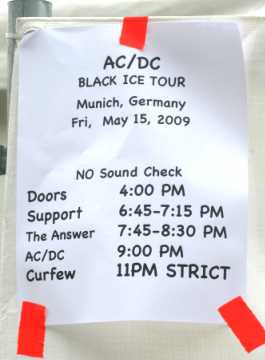 AC/DC
BLACK ICE TOUR
Munich, Germany
Fri, May 15, 2009
NO Sound Check
Doors 4:00 PM
Support 6:45-7:15 PM
The Answer 7:45-8:30 PM
AC/DC 9:00 PM
Curfew 11PM STRICT